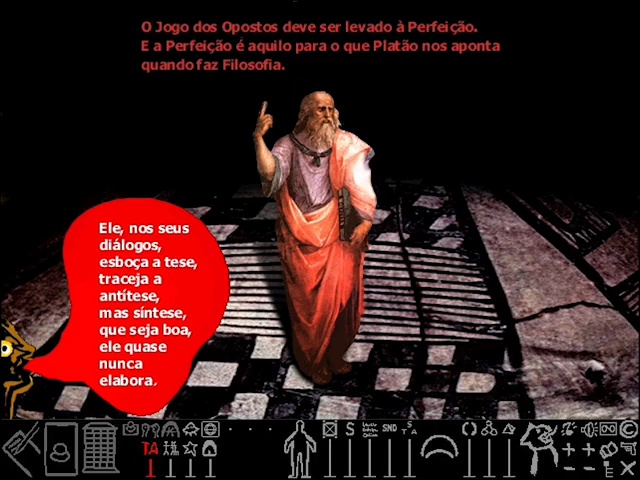 O Jogo dos Opostos deve ser levado à Perfeição.
E a Perfeição é aquilo para o que Platão nos aponta
quando faz Filosofia.
Ele, nos seus
diálogos,
esboça a tese,
traceja a
antítese,
mas síntese,
que seja boa,
ele quase
nunca
elabora.
S
SND
TA